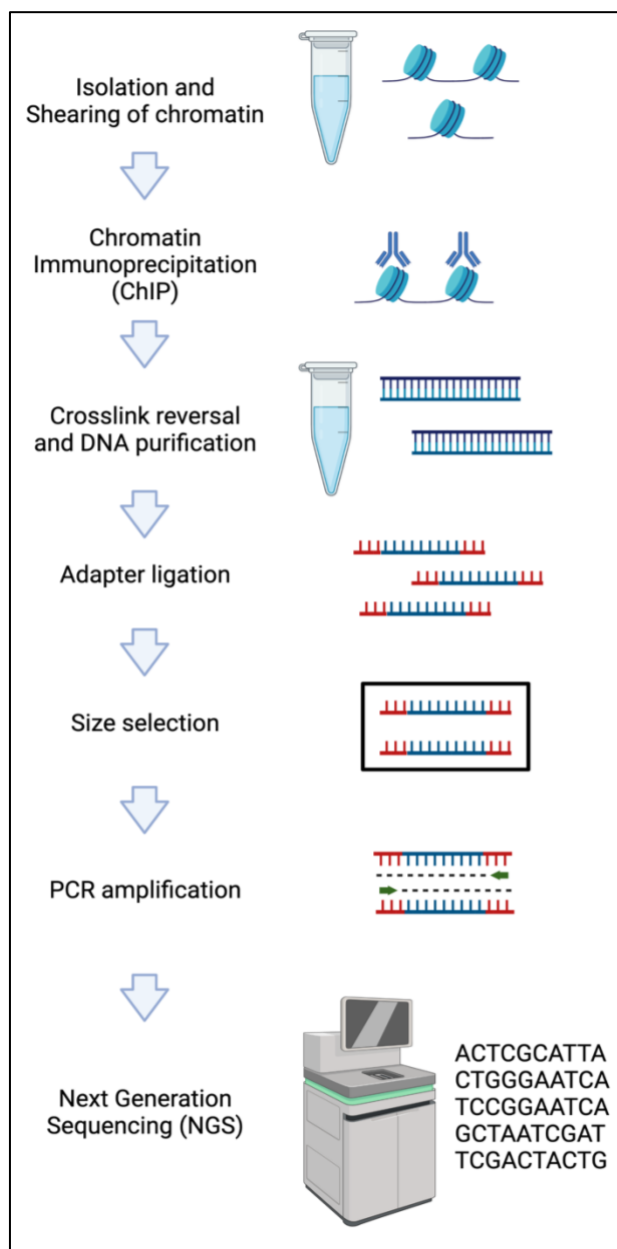 Isolation and
Shearing of chromatin
Chromatin
Immunoprecipitation
(ChIP)
Crosslink reversal
and DNA purification
Adapter ligation
Size selection
PCR amplification
Next Generation
Sequencing (NGS)
ACTCGCATTA
CTGGGAATCA
TCCGGAATCA
GCTAATCGAT
TCGACTACTG